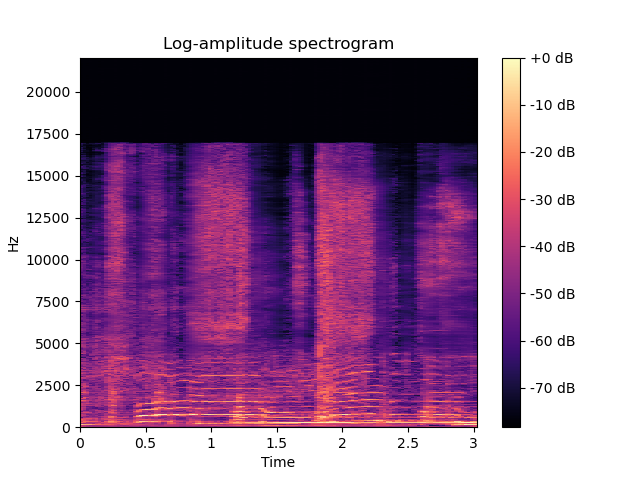 Log-amplitude spectrogram
Hz
20000
17500
15000
12500
10000
7500
5000
2500
0
0 0.5 1 1.5 2 2.5 3
Time
+0 dB
-10 dB
-20 dB
-30 dB
-40 dB
-50 dB
-60 dB
-70 dB